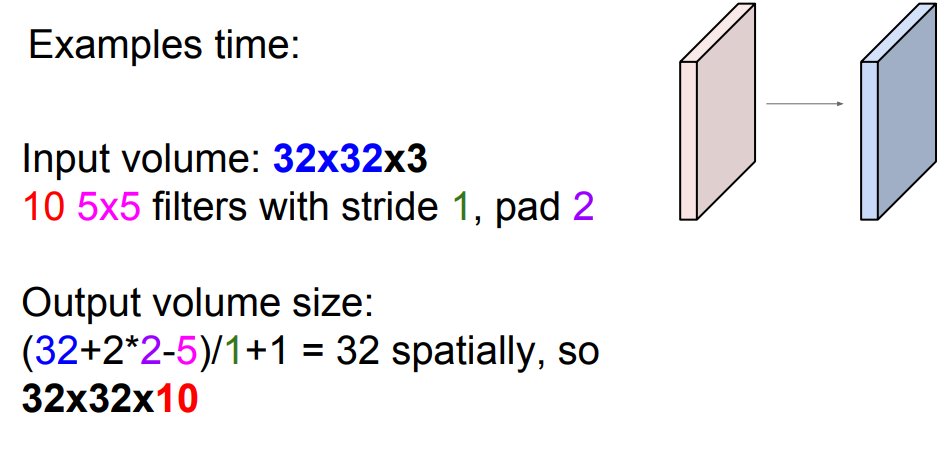 Examples time:
Input volume: 32x32x3
10 5x5 filters with stride 1, pad 2
Output volume size:
(32+2*2-5)/1+1 = 32 spatially, so
32x32x10